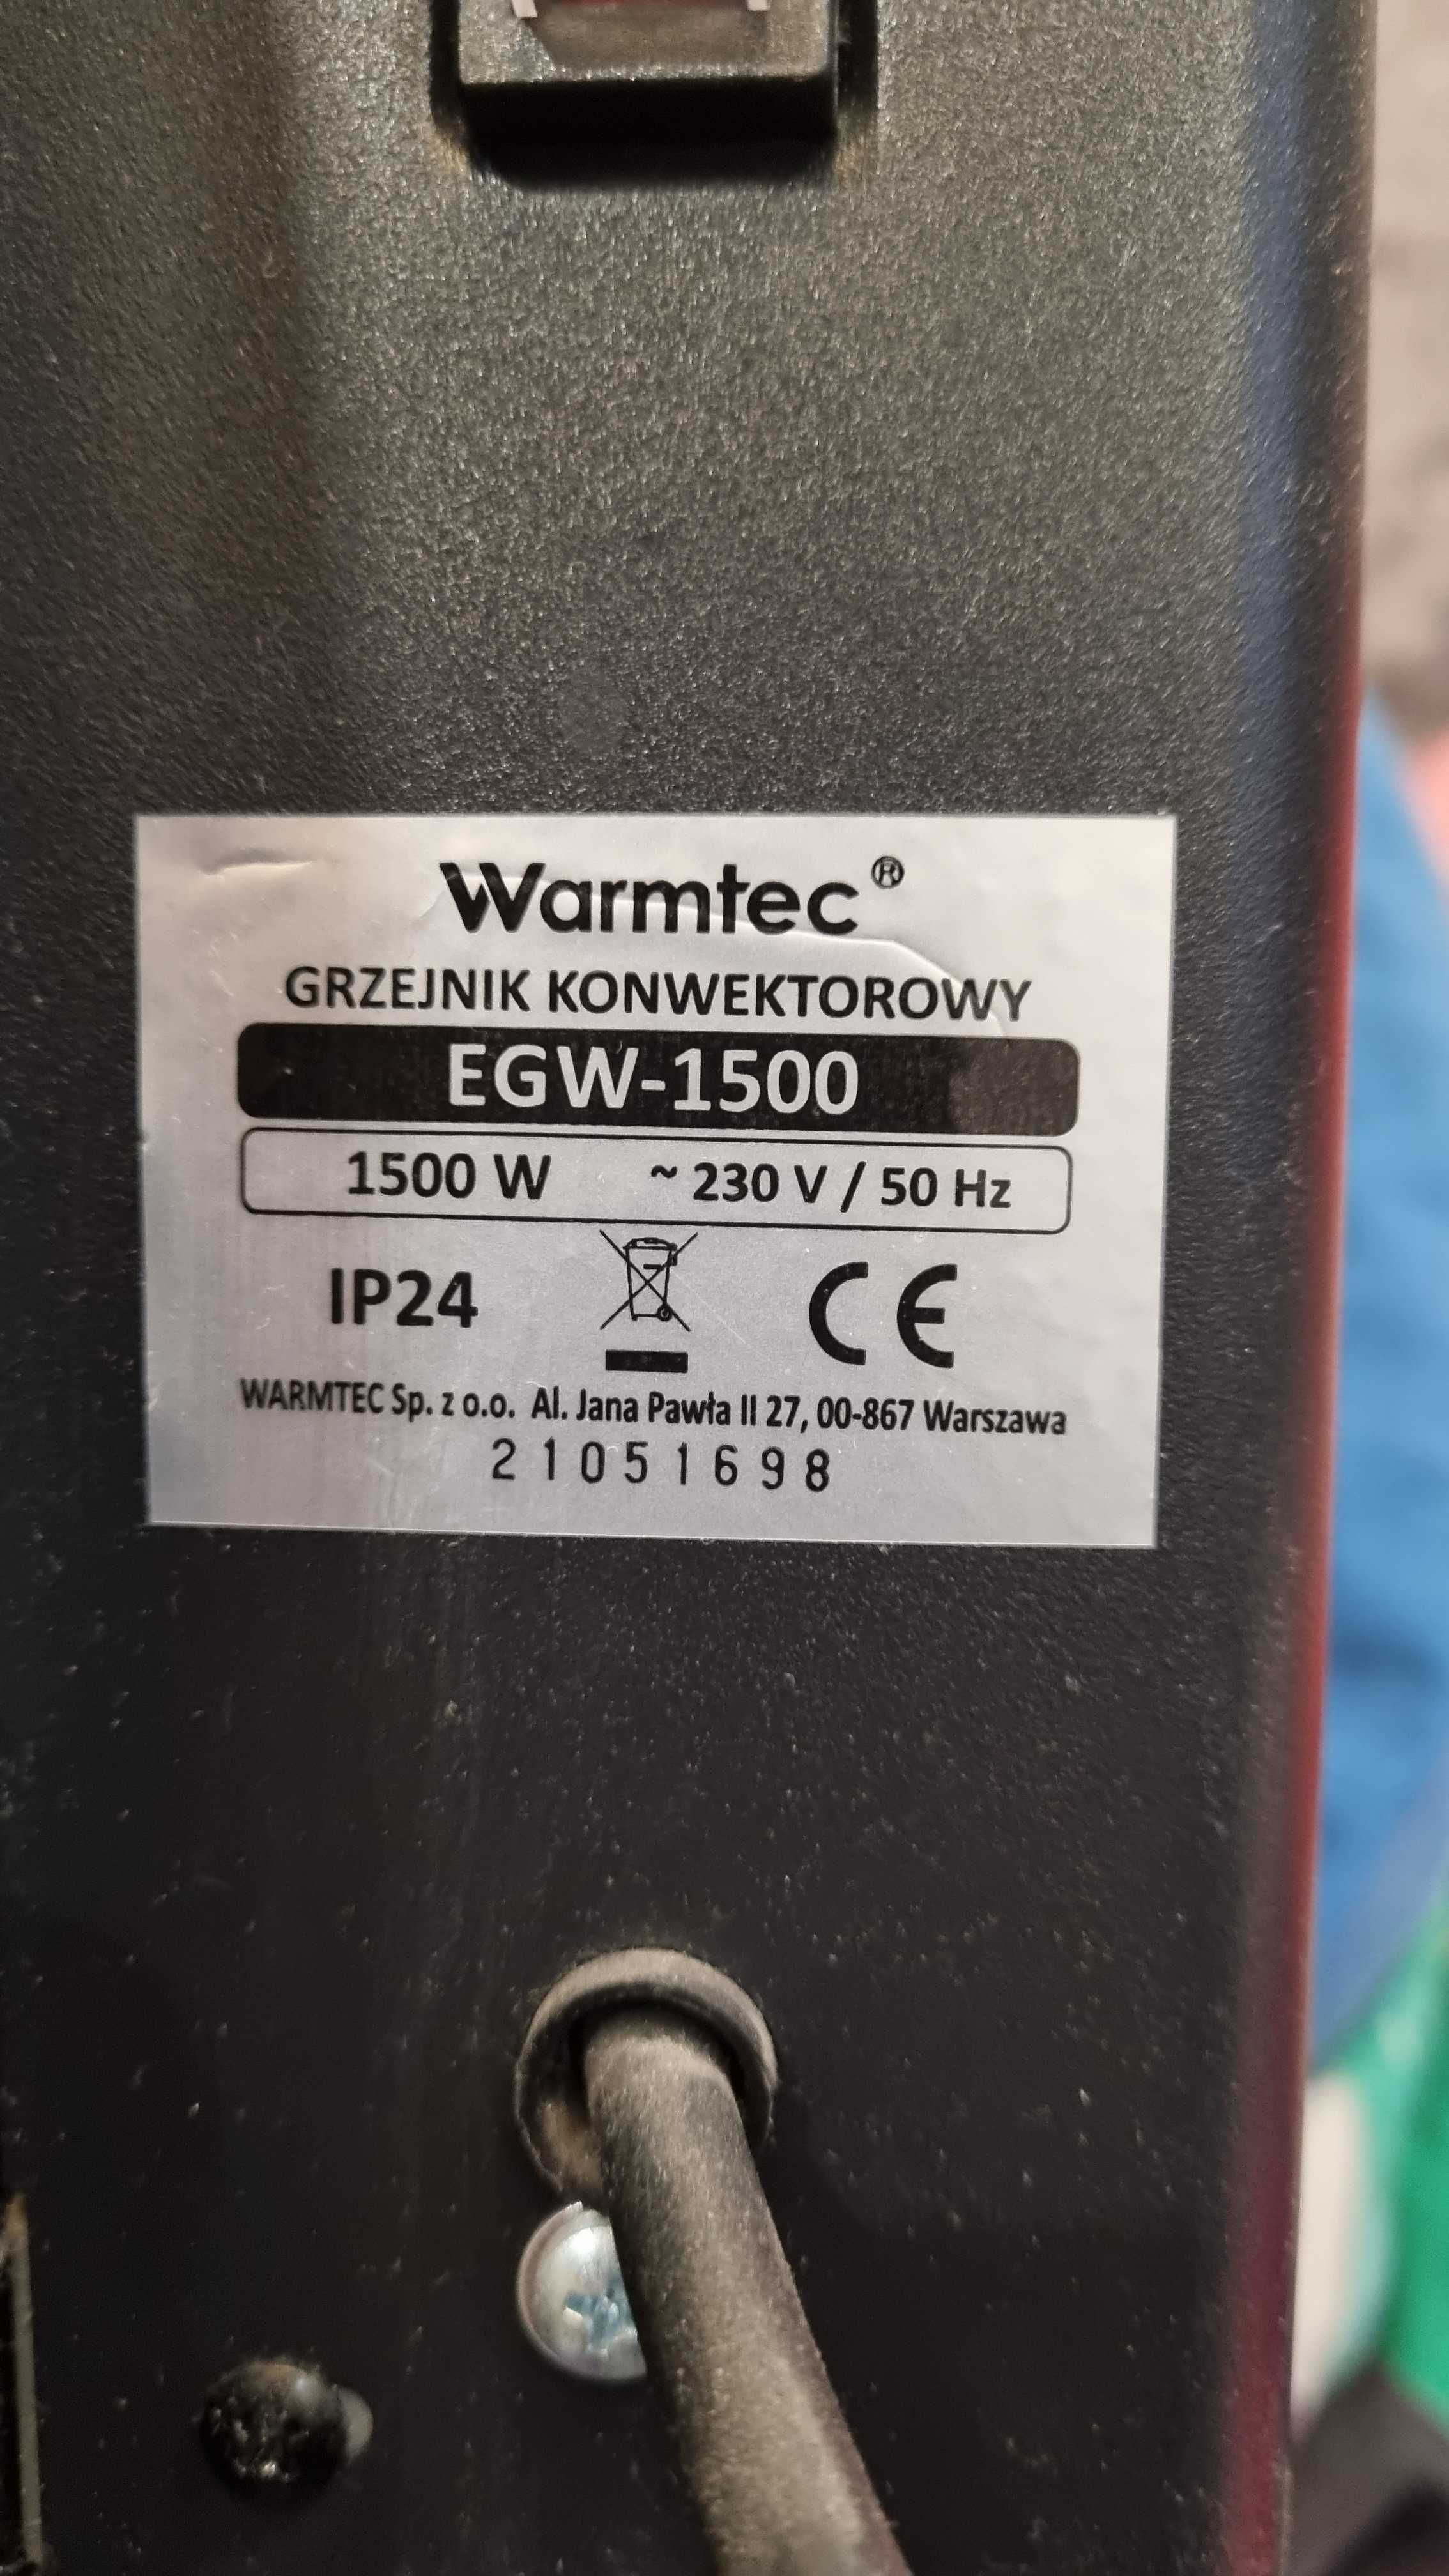 Warmtec®
GRZEJNIK KONWEKTOROWY
EGW-1500
1500 W ~ 230 V / 50 Hz
IP24 CE
WARMTEC Sp. z o.o. Al. Jana Pawła II 27, 00-867 Warszawa
21051698